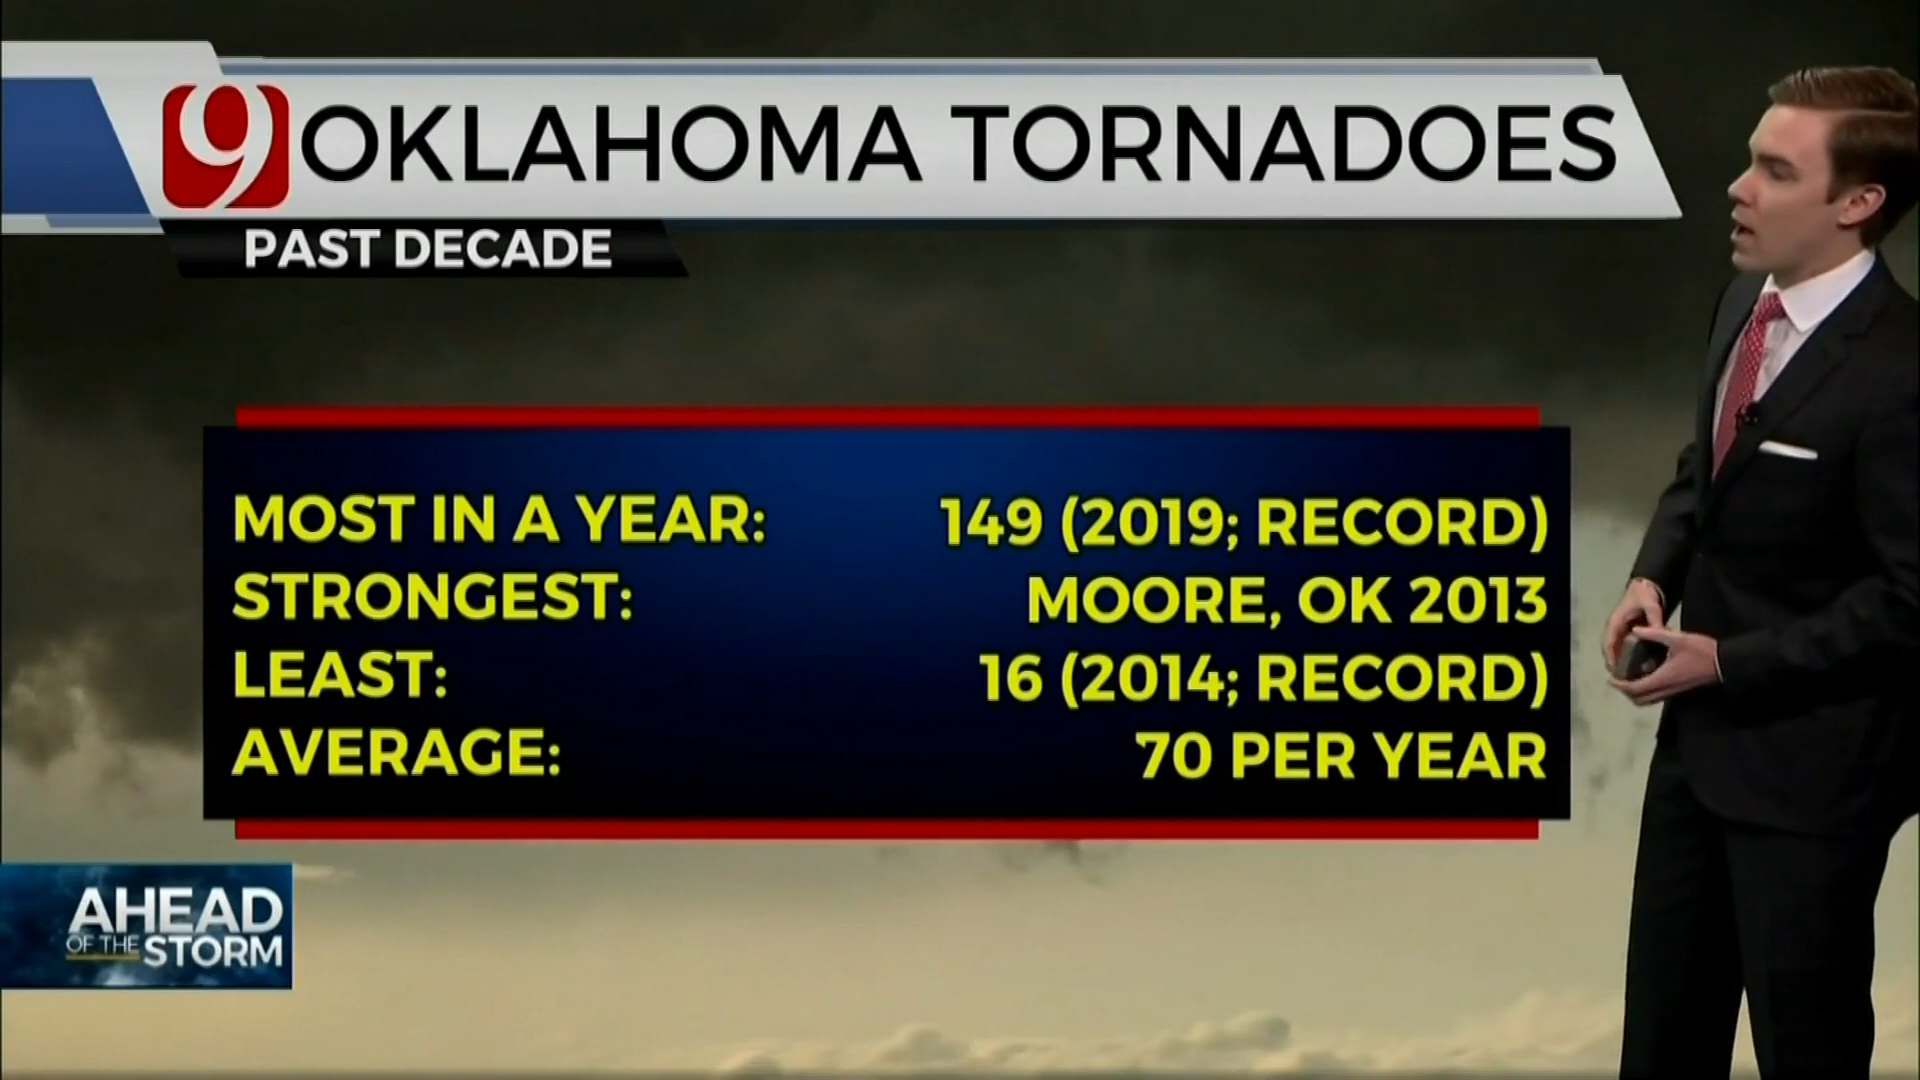 9 OKLAHOMA TORNADOES
PAST DECADE
MOST IN A YEAR: 149 (2019; RECORD)
STRONGEST: MOORE, OK 2013
LEAST: 16 (2014; RECORD)
AVERAGE: 70 PER YEAR
AHEAD
OF THE STORM